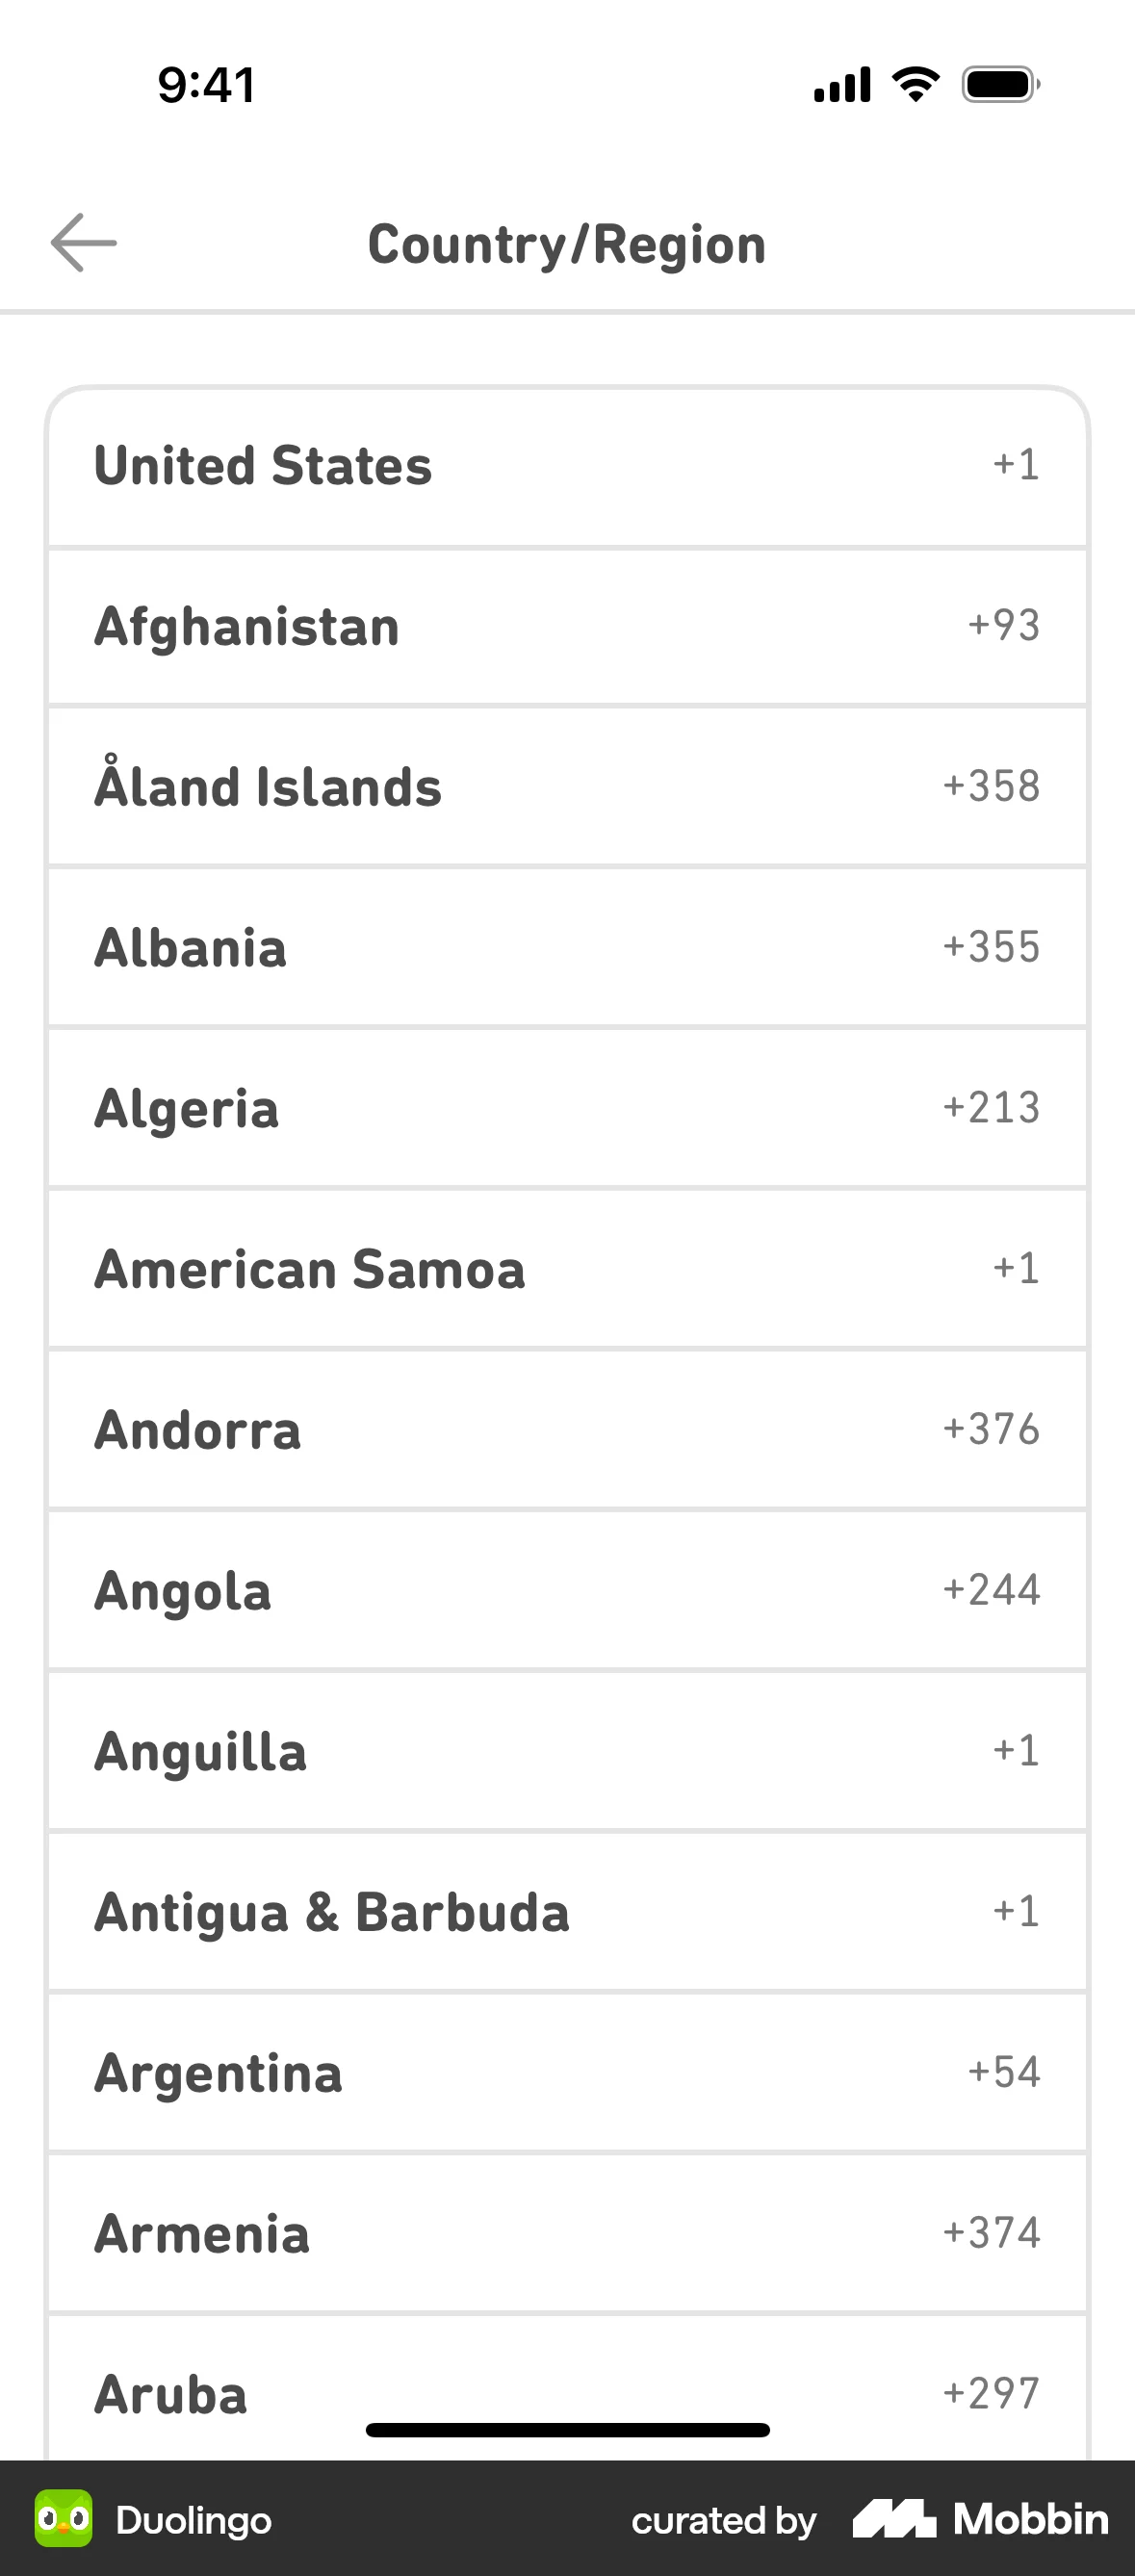 9:41
Country/Region
United States +1
Afghanistan +93
Åland Islands +358
Albania +355
Algeria +213
American Samoa +1
Andorra +376
Angola +244
Anguilla +1
Antigua & Barbuda +1
Argentina +54
Armenia +374
Aruba +297
Duolingo curated by Mobbin